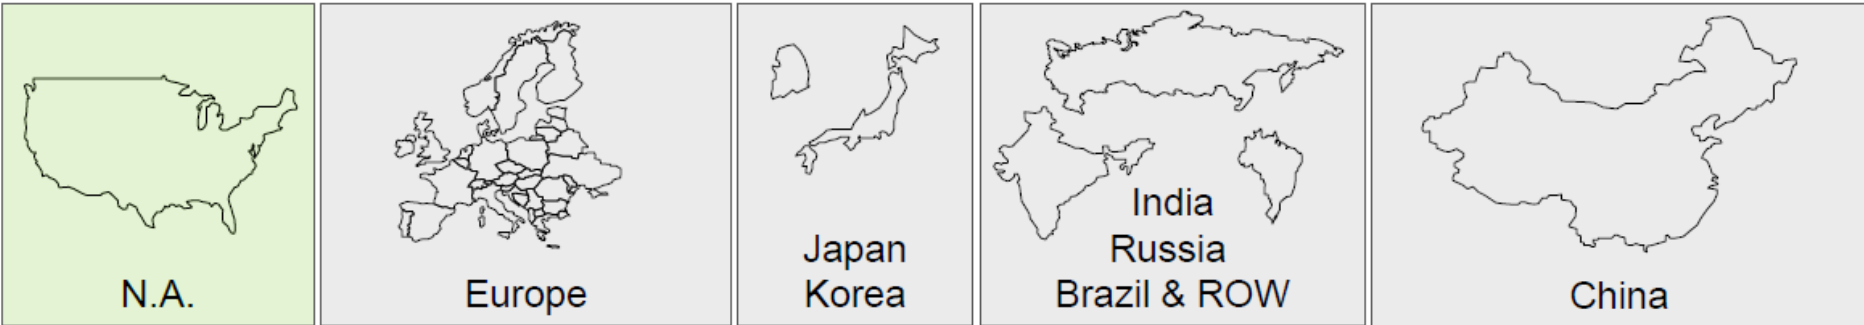 N.A.
Europe
Japan
Korea
India
Russia
Brazil & ROW
China